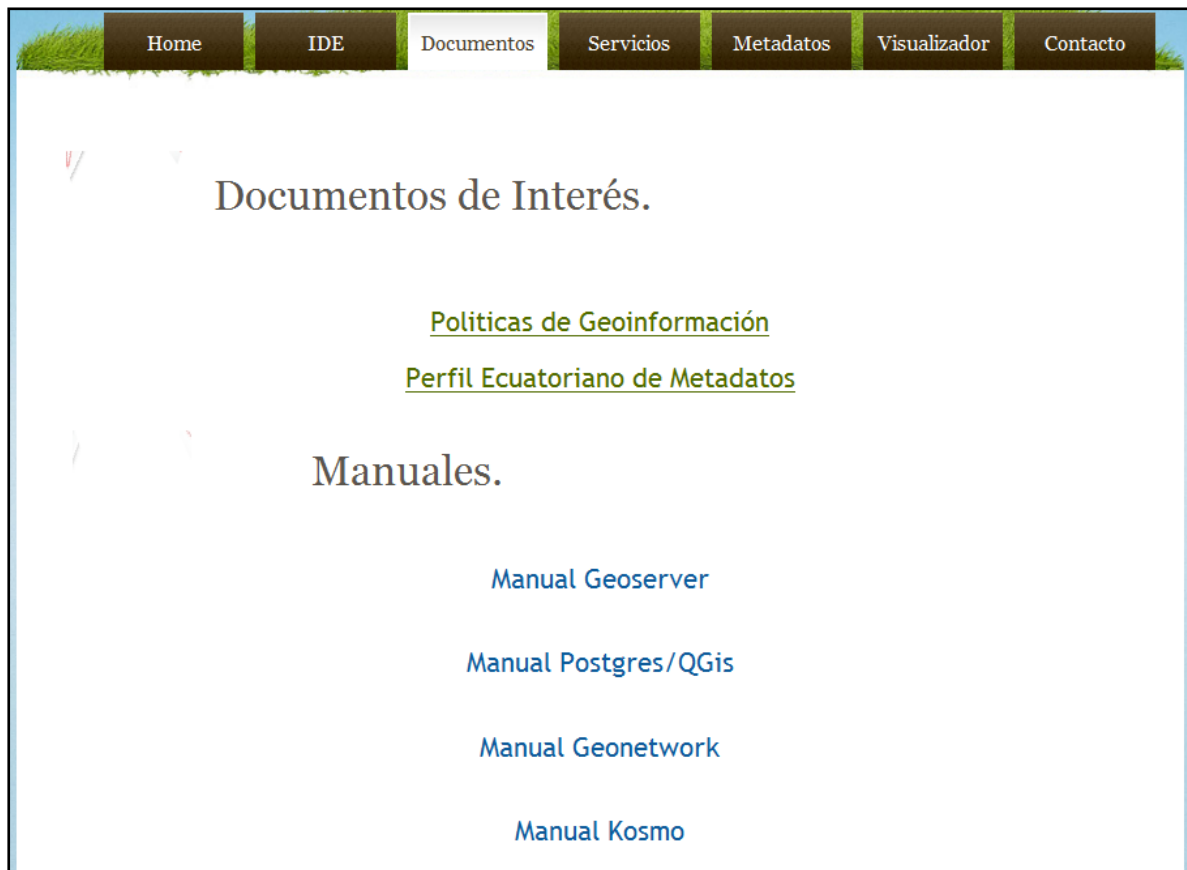 Home IDE Documentos Servicios Metadatos Visualizador Contacto
Documentos de Interés.
Politicas de Geoinformación
Perfil Ecuatoriano de Metadatos
Manuales.
Manual Geoserver
Manual Postgres/QGis
Manual Geonetwork
Manual Kosmo